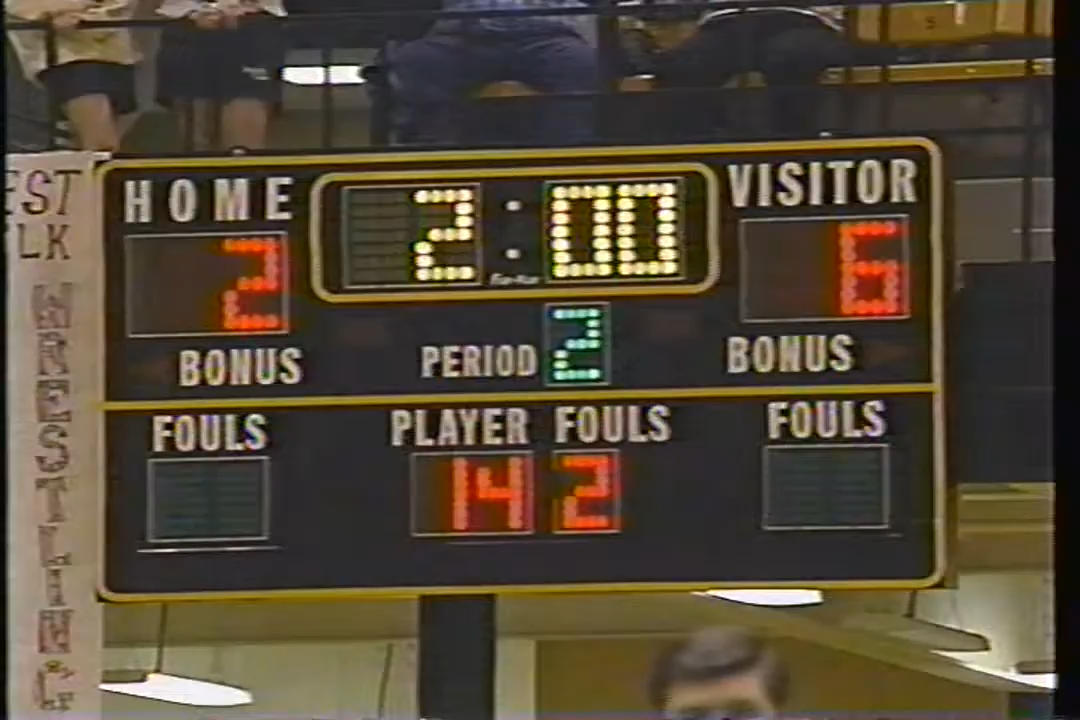 EST
LK
WRESTLING
HOME
2:00
VISITOR
2
6
BONUS
PERIOD 2
BONUS
FOULS
PLAYER FOULS
FOULS
14 2
S